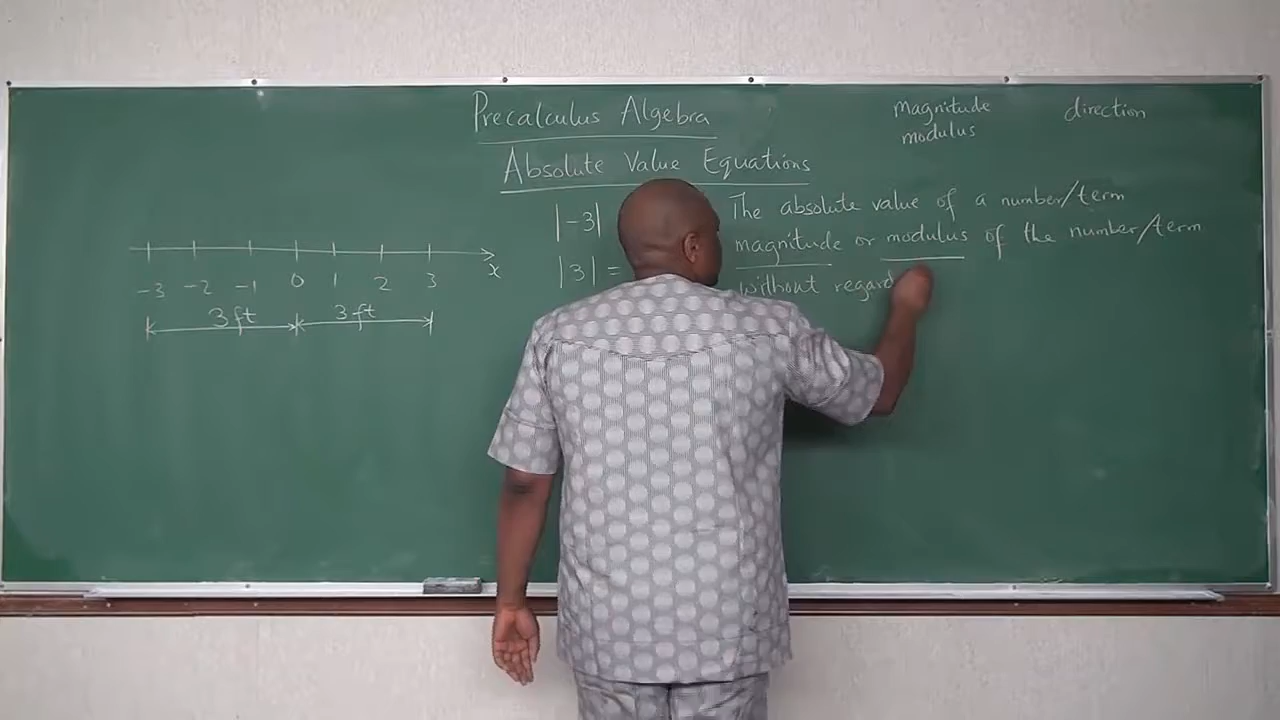 Precalculus Algebra
Absolute Value Equations
magnitude
modulus
direction
|-3|
|3| =
The absolute value of a number/term
magnitude or modulus of the number/term
without regard
-3 -2 -1 0 1 2 3 x
3 ft 3 ft